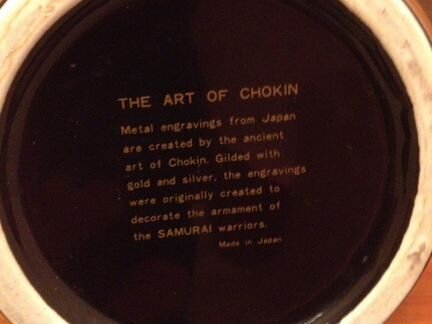 THE ART OF CHOKIN
Metal engravings from Japan
are created by the ancient
art of Chokin. Gilded with
gold and silver, the engravings
were originally created to
decorate the armament of
the SAMURAI warriors.
Made in Japan